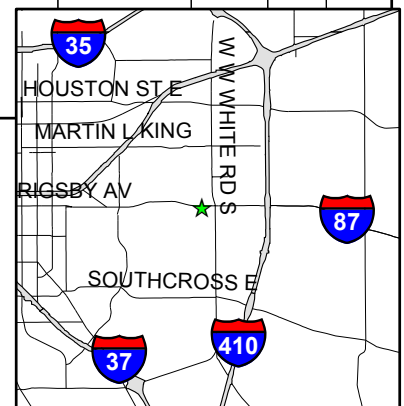 35
HOUSTON ST E
W W WHITE RD S
MARTIN L KING
RIGSBY AV
87
SOUTHCROSS E
37
410